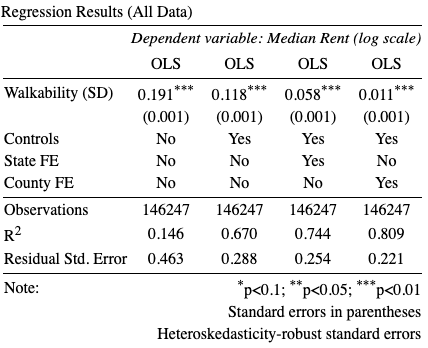 Regression Results (All Data)
Dependent variable: Median Rent (log scale)
OLS OLS OLS OLS
Walkability (SD) 0.191*** 0.118*** 0.058*** 0.011***
(0.001) (0.001) (0.001) (0.001)
Controls No Yes Yes Yes
State FE No No Yes No
County FE No No No Yes
Observations 146247 146247 146247 146247
R2 0.146 0.670 0.744 0.809
Residual Std. Error 0.463 0.288 0.254 0.221
Note: *p<0.1; **p<0.05; ***p<0.01
Standard errors in parentheses
Heteroskedasticity-robust standard errors